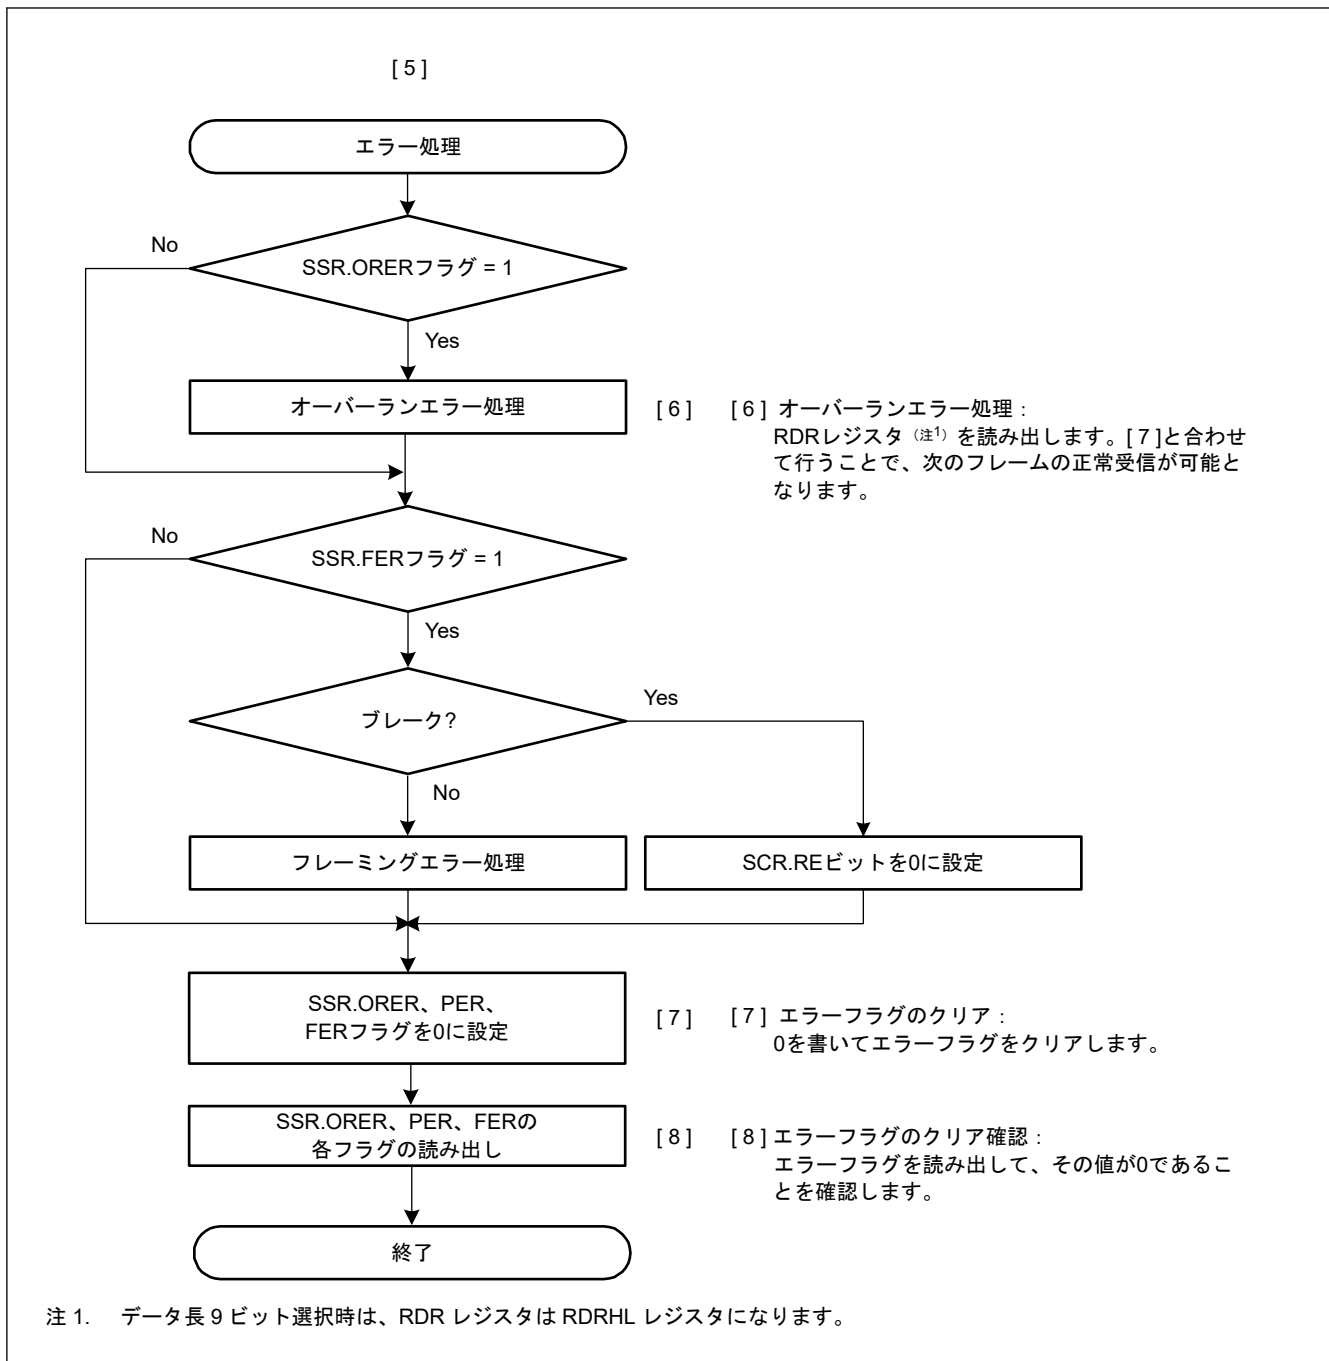 [ 5 ]
エラー処理
No
SSR.ORERフラグ = 1
Yes
オーバーランエラー処理
[ 6 ]
[ 6 ] オーバーランエラー処理：
RDRレジスタ（注1）を読み出します。[ 7 ]と合わせ
て行うことで、次のフレームの正常受信が可能と
なります。
No
SSR.FERフラグ = 1
Yes
ブレーク?
Yes
No
フレーミングエラー処理
SCR.REビットを0に設定
SSR.ORER、PER、
FERフラグを0に設定
[ 7 ]
[ 7 ] エラーフラグのクリア：
0を書いてエラーフラグをクリアします。
SSR.ORER、PER、FERの
各フラグの読み出し
[ 8 ]
[ 8 ] エラーフラグのクリア確認：
エラーフラグを読み出して、その値が0であるこ
とを確認します。
終了
注 1. データ長 9 ビット選択時は、RDR レジスタは RDRHL レジスタになります。